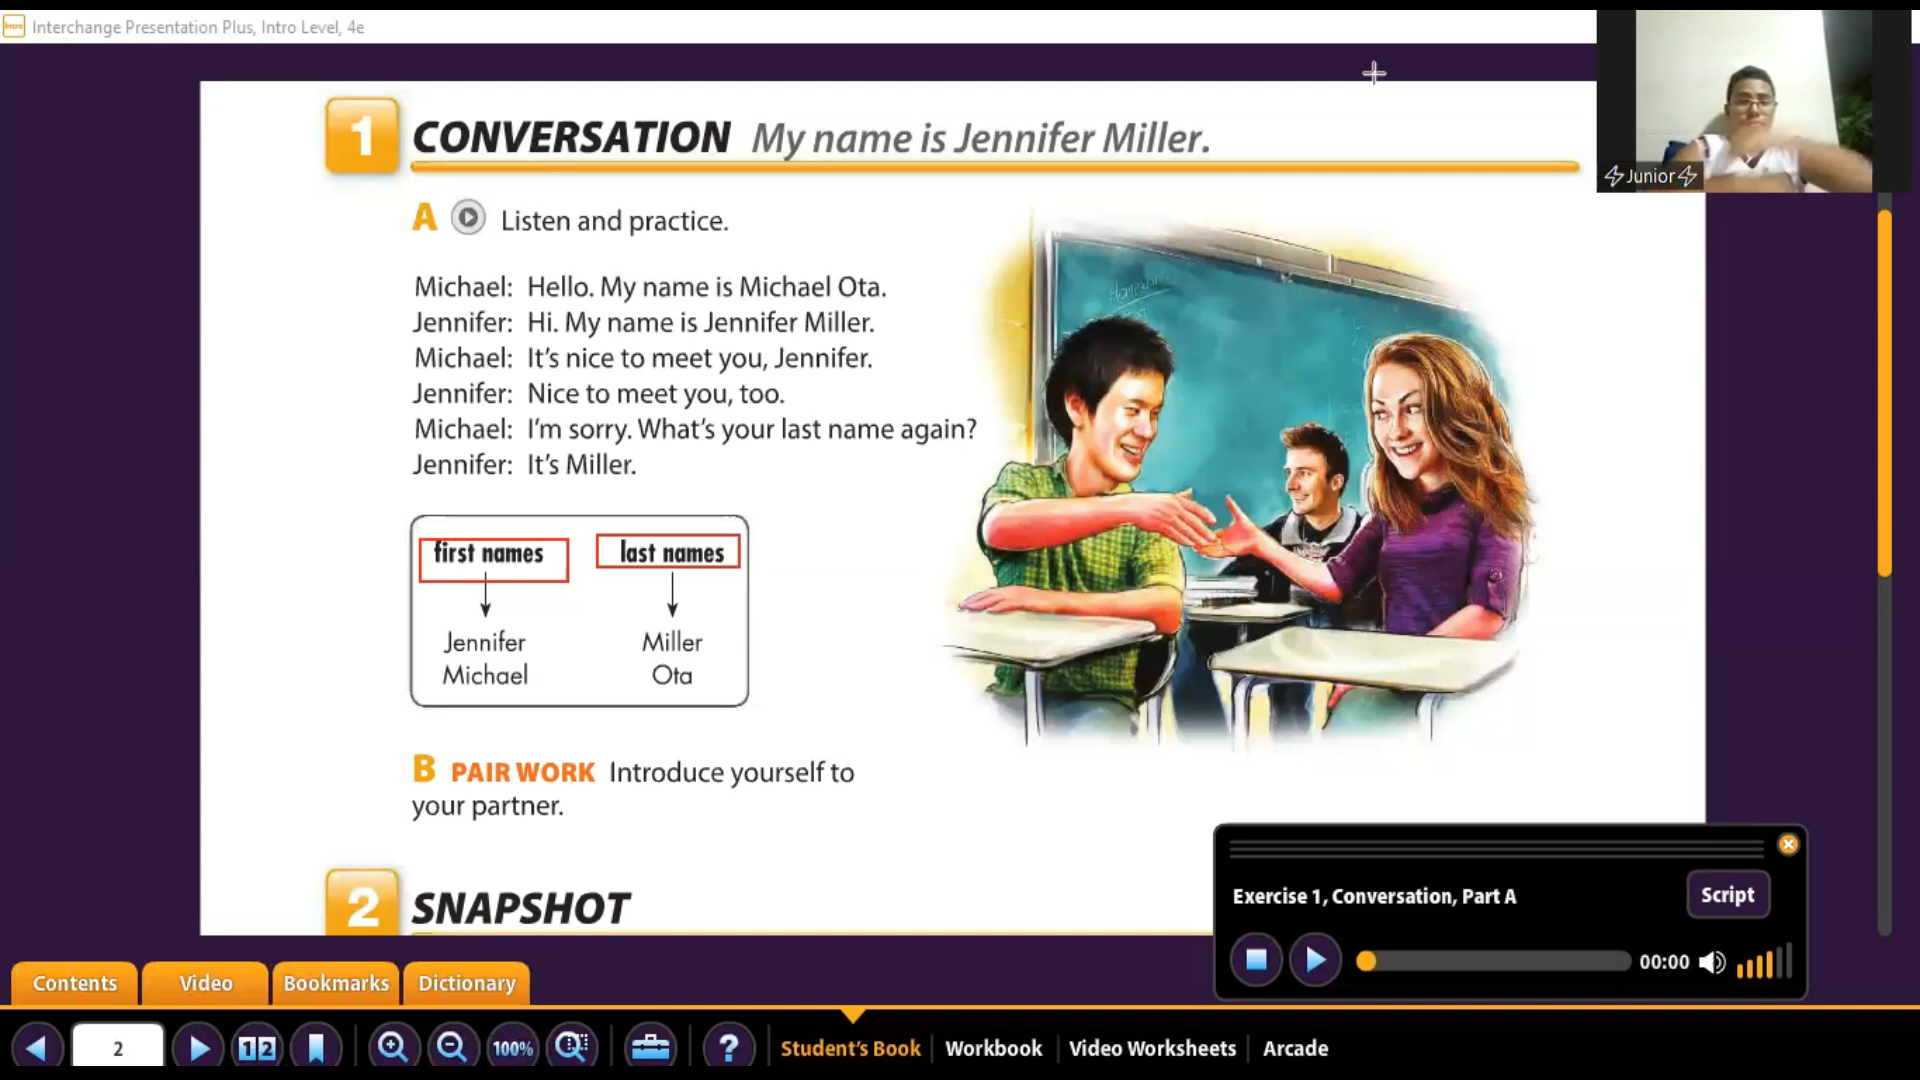 Interchange Presentation Plus, Intro Level, 4e
⚡Junior⚡
1 CONVERSATION My name is Jennifer Miller.
A Listen and practice.
Michael: Hello. My name is Michael Ota.
Jennifer: Hi. My name is Jennifer Miller.
Michael: It's nice to meet you, Jennifer.
Jennifer: Nice to meet you, too.
Michael: I'm sorry. What's your last name again?
Jennifer: It's Miller.
Homework
first names last names
Jennifer Miller
Michael Ota
B PAIR WORK Introduce yourself to
your partner.
2 SNAPSHOT
Exercise 1, Conversation, Part A Script
00:00
Contents Video Bookmarks Dictionary
2 12 100% ? Student's Book Workbook Video Worksheets Arcade